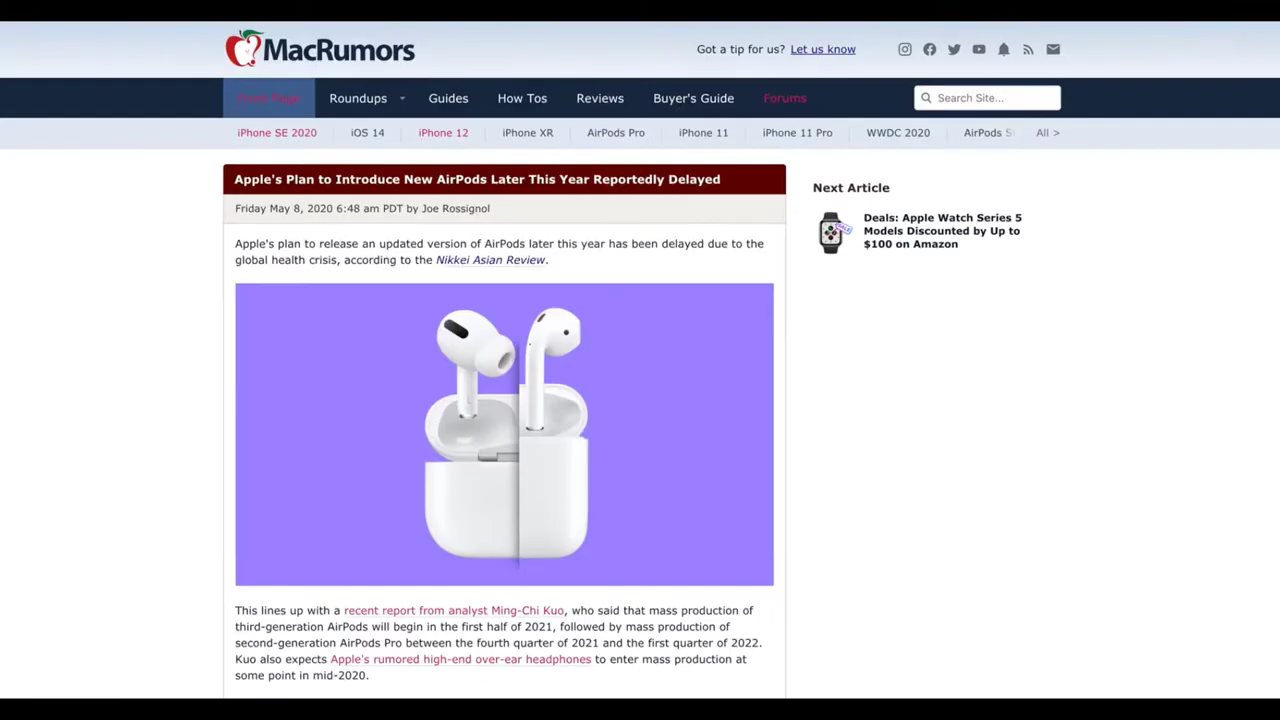 MacRumors
Got a tip for us? Let us know
Front Page Roundups Guides How Tos Reviews Buyer's Guide Forums Search Site...
iPhone SE 2020 iOS 14 iPhone 12 iPhone XR AirPods Pro iPhone 11 iPhone 11 Pro WWDC 2020 AirPods All >
Apple's Plan to Introduce New AirPods Later This Year Reportedly Delayed
Friday May 8, 2020 6:48 am PDT by Joe Rossignol
Apple's plan to release an updated version of AirPods later this year has been delayed due to the
global health crisis, according to the Nikkei Asian Review.
This lines up with a recent report from analyst Ming-Chi Kuo, who said that mass production of
third-generation AirPods will begin in the first half of 2021, followed by mass production of
second-generation AirPods Pro between the fourth quarter of 2021 and the first quarter of 2022.
Kuo also expects Apple's rumored high-end over-ear headphones to enter mass production at
some point in mid-2020.
Next Article
Deals: Apple Watch Series 5
Models Discounted by Up to
$100 on Amazon